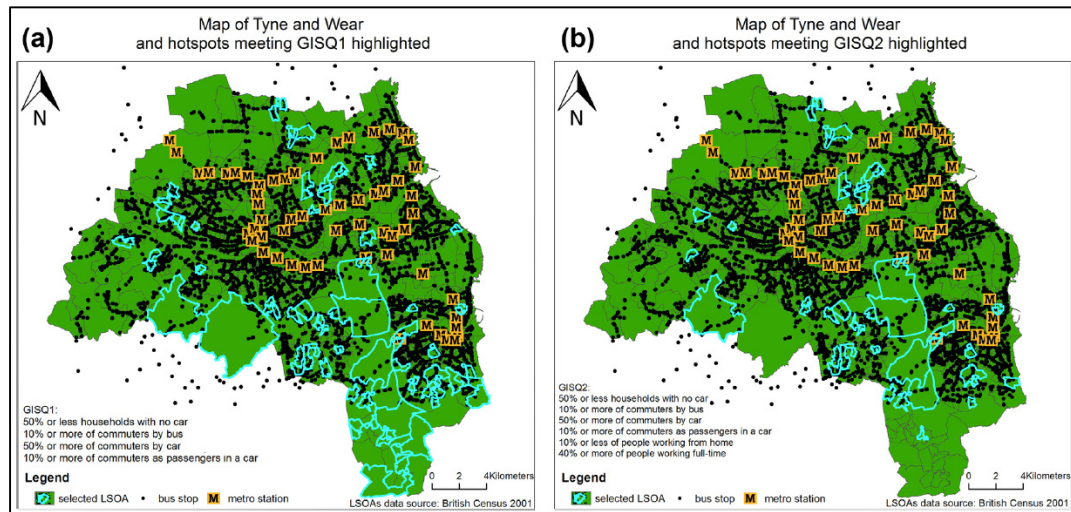 (a)
Map of Tyne and Wear
and hotspots meeting GISQ1 highlighted
N
GISQ1:
50% or less households with no car
10% or more of commuters by bus
50% or more of commuters by car
10% or more of commuters as passengers in a car
Legend
selected LSOA
bus stop
M metro station
0 2 4 Kilometers
LSOAs data source: British Census 2001
(b)
Map of Tyne and Wear
and hotspots meeting GISQ2 highlighted
N
GISQ2:
50% or less households with no car
10% or more of commuters by bus
50% or more of commuters by car
10% or more of commuters as passengers in a car
10% or less of people working from home
40% or more of people working full-time
Legend
selected LSOA
bus stop
M metro station
0 2 4 Kilometers
LSOAs data source: British Census 2001